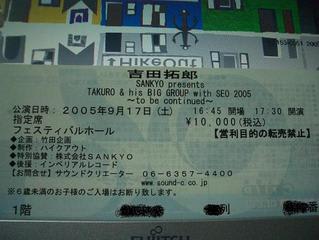 HIKEOUT
吉田拓郎
SANKYO presents
TAKURO & his BIG GROUP with SEO 2005
～to be continued～
公演日時：2005年9月17日(土) 16:45 開場 17:30 開演
指定席 ¥10,000(税込)
フェスティバルホール 【営利目的の転売禁止】
◆企画：竹田企画
◆制作：ハイクアウト
◆特別協賛：株式会社SANKYO
◆協力：インペリアルレコード
【お問合せ】サウンドクリエーター 06-6357-4400
www.sound-c.co.jp
※6歳未満のお子様のご入場はお断り致します。
1階 列 番
FUJITSU